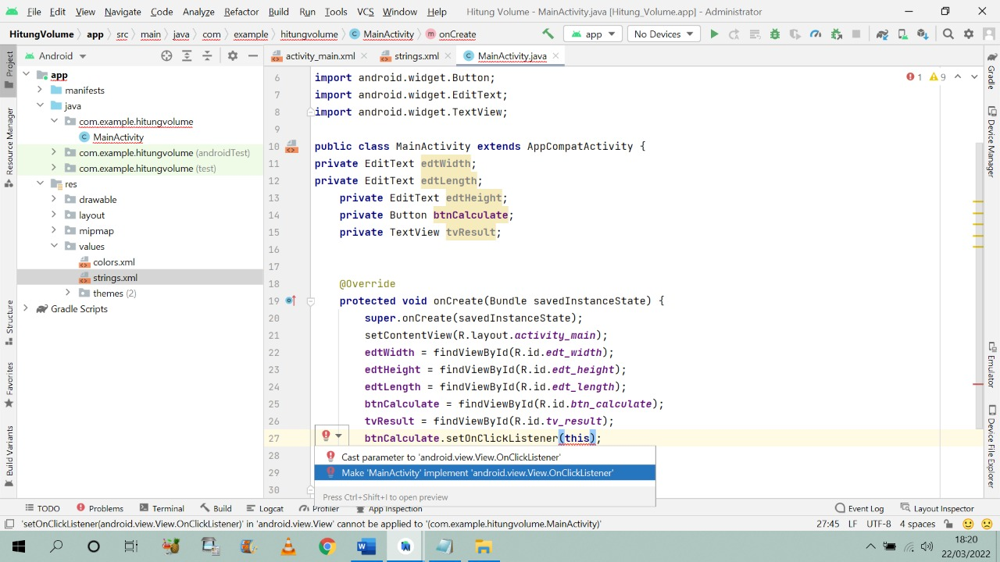 File Edit View Navigate Code Analyze Refactor Build Run Tools VCS Window Help Hitung Volume - MainActivity.java [Hitung_Volume.app] - Administrator
HitungVolume app src main java com example hitungvolume MainActivity onCreate app No Devices
Android activity_main.xml strings.xml MainActivity.java
Project
Resource Manager
Structure
Favorites
Build Variants
app
manifests
java
com.example.hitungvolume
MainActivity
com.example.hitungvolume (androidTest)
com.example.hitungvolume (test)
res
drawable
layout
mipmap
values
colors.xml
strings.xml
themes (2)
Gradle Scripts
1 9
6 import android.widget.Button;
7 import android.widget.EditText;
8 import android.widget.TextView;
9
10 public class MainActivity extends AppCompatActivity {
11 private EditText edtWidth;
12 private EditText edtLength;
13 private EditText edtHeight;
14 private Button btnCalculate;
15 private TextView tvResult;
16
17
18 @Override
19 protected void onCreate(Bundle savedInstanceState) {
20 super.onCreate(savedInstanceState);
21 setContentView(R.layout.activity_main);
22 edtWidth = findViewById(R.id.edt_width);
23 edtHeight = findViewById(R.id.edt_height);
24 edtLength = findViewById(R.id.edt_length);
25 btnCalculate = findViewById(R.id.btn_calculate);
26 tvResult = findViewById(R.id.tv_result);
27 btnCalculate.setOnClickListener(this);
28
29
30
Cast parameter to 'android.view.View.OnClickListener'
Make 'MainActivity' implement 'android.view.View.OnClickListener'
Press Ctrl+Shift+I to open preview
Gradle
Device Manager
Emulator
Device File Explorer
TODO Problems Terminal Build Logcat Profiler App Inspection Event Log Layout Inspector
'setOnClickListener(android.view.View.OnClickListener)' in 'android.view.View' cannot be applied to '(com.example.hitungvolume.MainActivity)' 27:45 LF UTF-8 4 spaces
18:20
22/03/2022